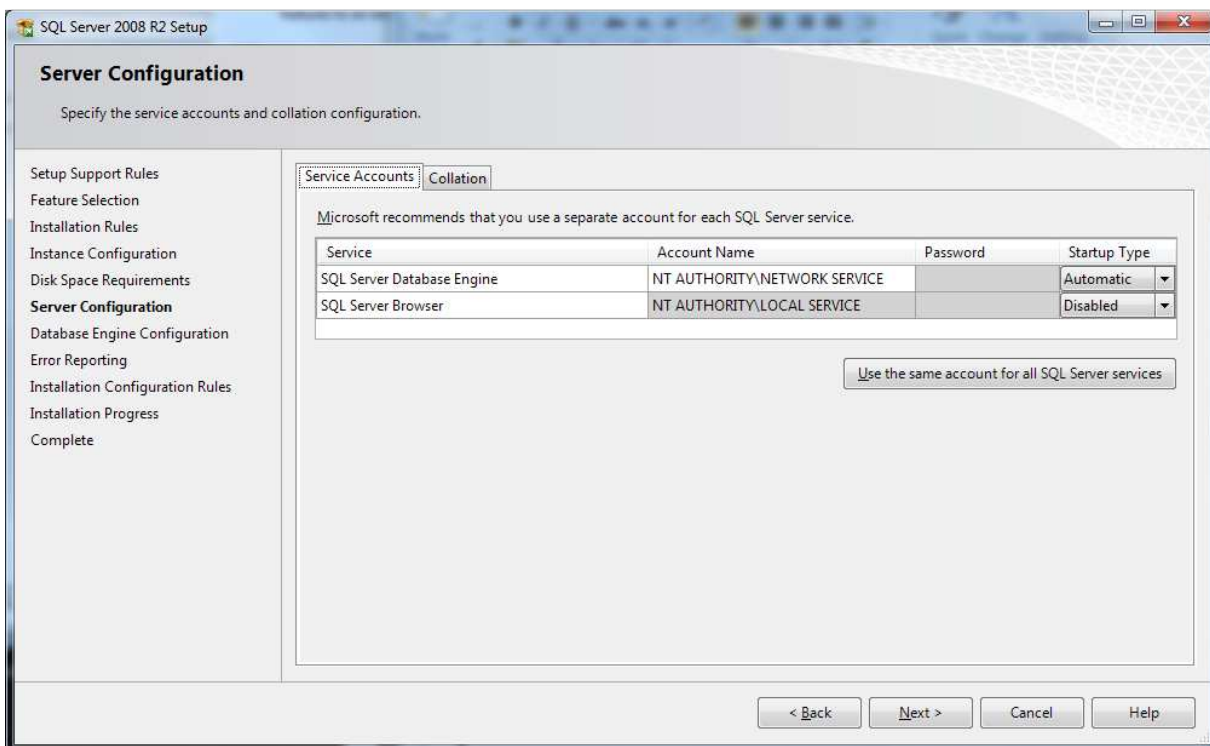 SQL Server 2008 R2 Setup
Server Configuration
Specify the service accounts and collation configuration.
Setup Support Rules
Feature Selection
Installation Rules
Instance Configuration
Disk Space Requirements
Server Configuration
Database Engine Configuration
Error Reporting
Installation Configuration Rules
Installation Progress
Complete
Service Accounts Collation
Microsoft recommends that you use a separate account for each SQL Server service.
Service Account Name Password Startup Type
SQL Server Database Engine NT AUTHORITY\NETWORK SERVICE Automatic
SQL Server Browser NT AUTHORITY\LOCAL SERVICE Disabled
Use the same account for all SQL Server services
< Back Next > Cancel Help